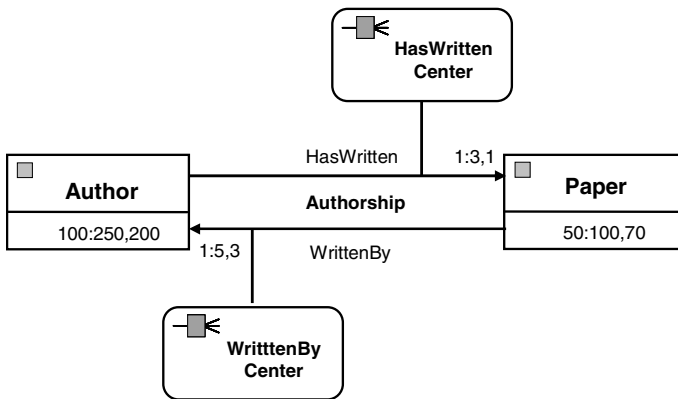 HasWritten
Center
HasWritten
1:3,1
Author
Paper
Authorship
100:250,200
50:100,70
1:5,3
WrittenBy
WritttenBy
Center